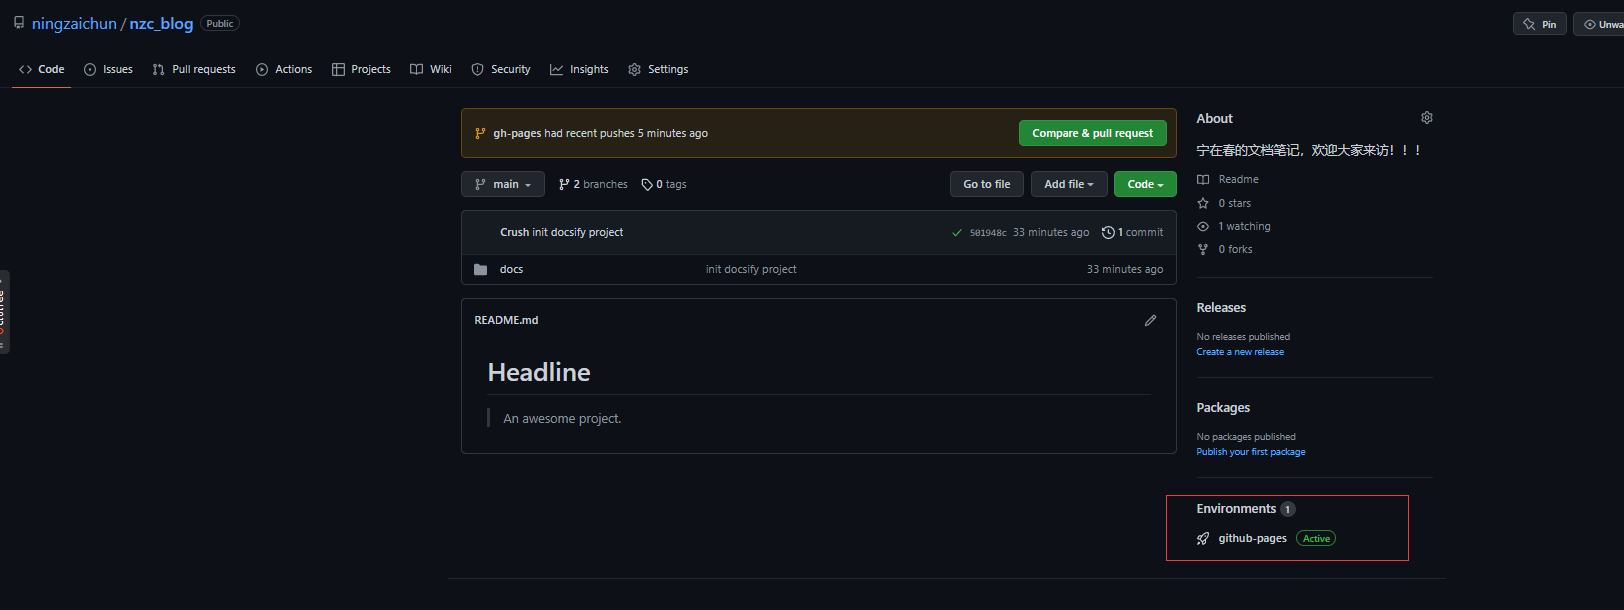 ningzaichun / nzc_blog Public
Pin
Unwa
Code Issues Pull requests Actions Projects Wiki Security Insights Settings
gh-pages had recent pushes 5 minutes ago
Compare & pull request
main 2 branches 0 tags
Go to file Add file Code
Crush init docsify project 501948c 33 minutes ago 1 commit
docs init docsify project 33 minutes ago
README.md
Headline
An awesome project.
About
宁在春的文档笔记，欢迎大家来访！！！
Readme
0 stars
1 watching
0 forks
Releases
No releases published
Create a new release
Packages
No packages published
Publish your first package
Environments 1
github-pages Active